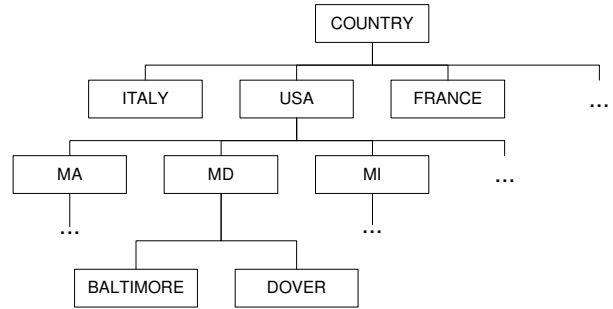 COUNTRY
ITALY USA FRANCE ...
MA MD MI ...
... ...
BALTIMORE DOVER